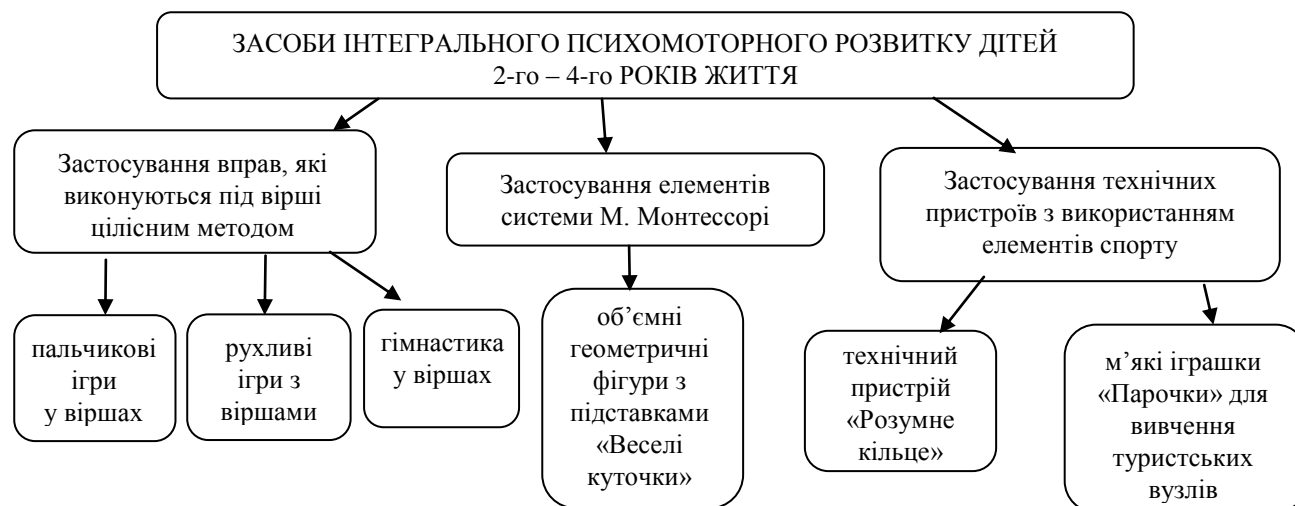 ЗАСОБИ ІНТЕГРАЛЬНОГО ПСИХОМОТОРНОГО РОЗВИТКУ ДІТЕЙ
2-го – 4-го РОКІВ ЖИТТЯ
Застосування вправ, які
виконуються під вірші
цілісним методом
Застосування елементів
системи М. Монтессорі
Застосування технічних
пристроїв з використанням
елементів спорту
пальчикові
ігри
у віршах
рухливі
ігри з
віршами
гімнастика
у віршах
об’ємні
геометричні
фігури з
підставками
«Веселі
куточки»
технічний
пристрій
«Розумне
кільце»
м’які іграшки
«Парочки» для
вивчення
туристських
вузлів